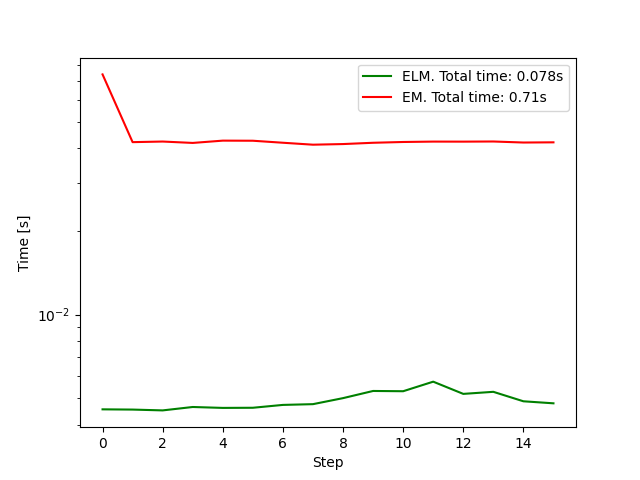 ELM. Total time: 0.078s
EM. Total time: 0.71s
Time [s]
10⁻²
0 2 4 6 8 10 12 14
Step